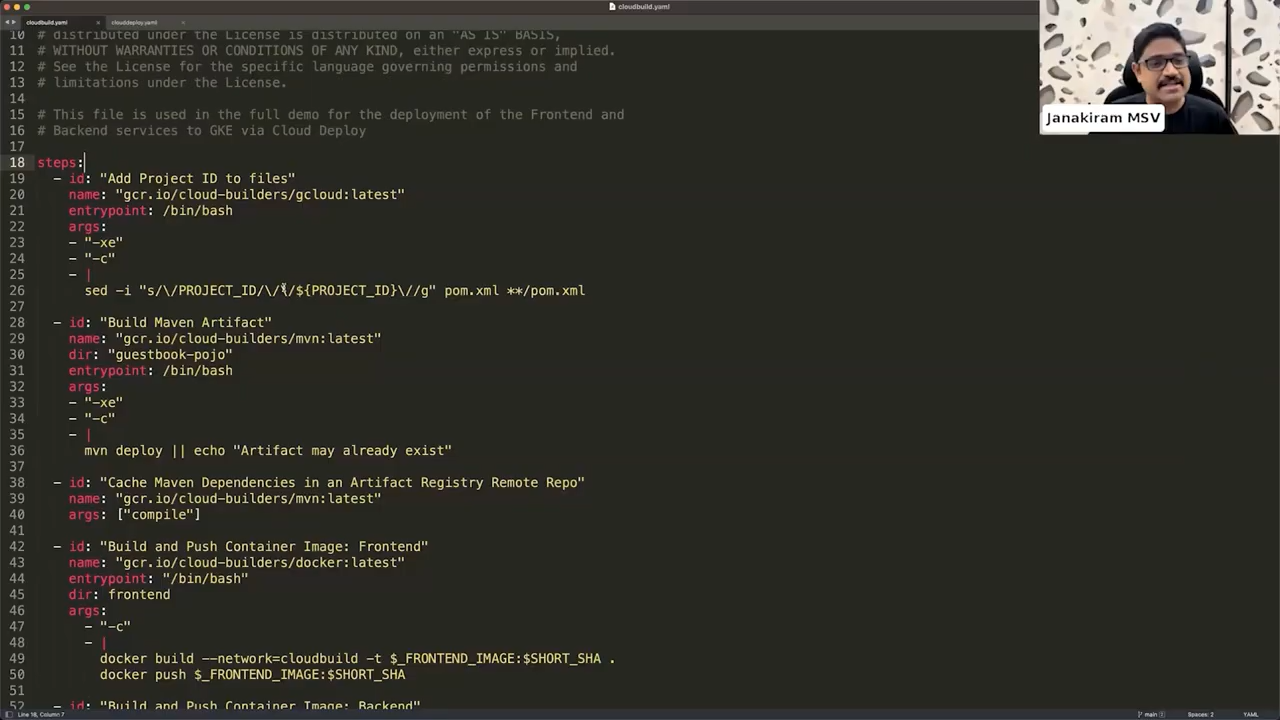 cloudbuild.yaml
cloudbuild.yaml
clouddeploy.yaml
10 # distributed under the License is distributed on an "AS IS" BASIS,
11 # WITHOUT WARRANTIES OR CONDITIONS OF ANY KIND, either express or implied.
12 # See the License for the specific language governing permissions and
13 # limitations under the License.
14
15 # This file is used in the full demo for the deployment of the Frontend and
16 # Backend services to GKE via Cloud Deploy
17
18 steps:
19 - id: "Add Project ID to files"
20 name: "gcr.io/cloud-builders/gcloud:latest"
21 entrypoint: /bin/bash
22 args:
23 - "-xe"
24 - "-c"
25 - |
26 sed -i "s/\/PROJECT_ID/\/\/${PROJECT_ID}\//g" pom.xml **/pom.xml
27
28 - id: "Build Maven Artifact"
29 name: "gcr.io/cloud-builders/mvn:latest"
30 dir: "guestbook-pojo"
31 entrypoint: /bin/bash
32 args:
33 - "-xe"
34 - "-c"
35 - |
36 mvn deploy || echo "Artifact may already exist"
37
38 - id: "Cache Maven Dependencies in an Artifact Registry Remote Repo"
39 name: "gcr.io/cloud-builders/mvn:latest"
40 args: ["compile"]
41
42 - id: "Build and Push Container Image: Frontend"
43 name: "gcr.io/cloud-builders/docker:latest"
44 entrypoint: "/bin/bash"
45 dir: frontend
46 args:
47 - "-c"
48 - |
49 docker build --network=cloudbuild -t $_FRONTEND_IMAGE:$SHORT_SHA .
50 docker push $_FRONTEND_IMAGE:$SHORT_SHA
51
52 - id: "Build and Push Container Image: Backend"
Janakiram MSV
Line 18, Column 7
main
Spaces: 2
YAML